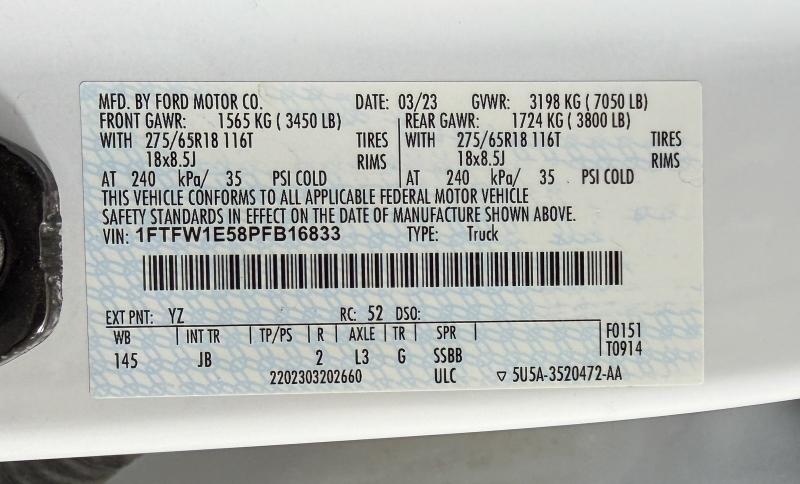 MFD. BY FORD MOTOR CO. DATE: 03/23 GVWR: 3198 KG ( 7050 LB)
FRONT GAWR: 1565 KG ( 3450 LB) REAR GAWR: 1724 KG ( 3800 LB)
WITH 275/65R18 116T TIRES WITH 275/65R18 116T TIRES
18x8.5J RIMS 18x8.5J RIMS
AT 240 kPa/ 35 PSI COLD AT 240 kPa/ 35 PSI COLD
THIS VEHICLE CONFORMS TO ALL APPLICABLE FEDERAL MOTOR VEHICLE
SAFETY STANDARDS IN EFFECT ON THE DATE OF MANUFACTURE SHOWN ABOVE.
VIN: 1FTFW1E58PFB16833 TYPE: Truck
EXT PNT: YZ RC: 52 DSO:
WB INT TR TP/PS R AXLE TR SPR F0151
145 JB 2 L3 G SSBB T0914
2202303202660 ULC ▽ 5U5A-3520472-AA